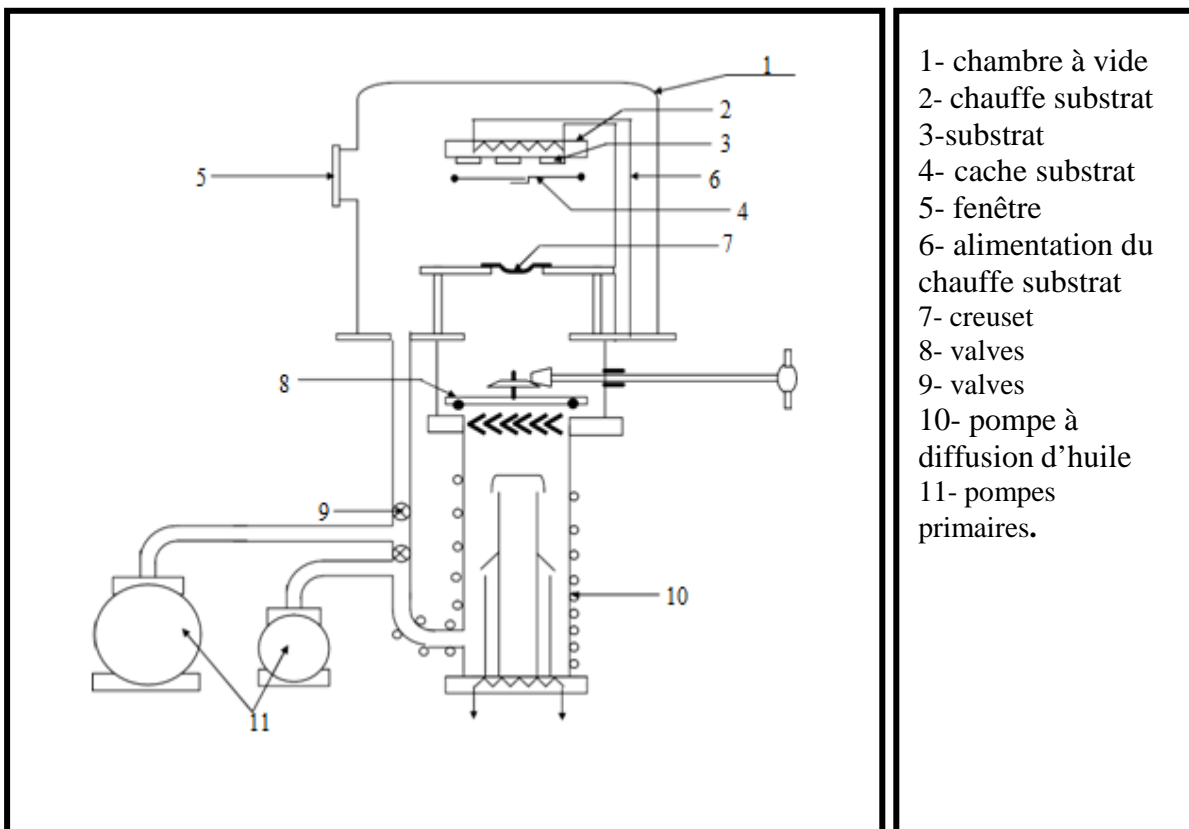 1
2
3
5
6
4
7
8
9
10
11
1- chambre à vide
2- chauffe substrat
3-substrat
4- cache substrat
5- fenêtre
6- alimentation du
chauffe substrat
7- creuset
8- valves
9- valves
10- pompe à
diffusion d’huile
11- pompes
primaires.